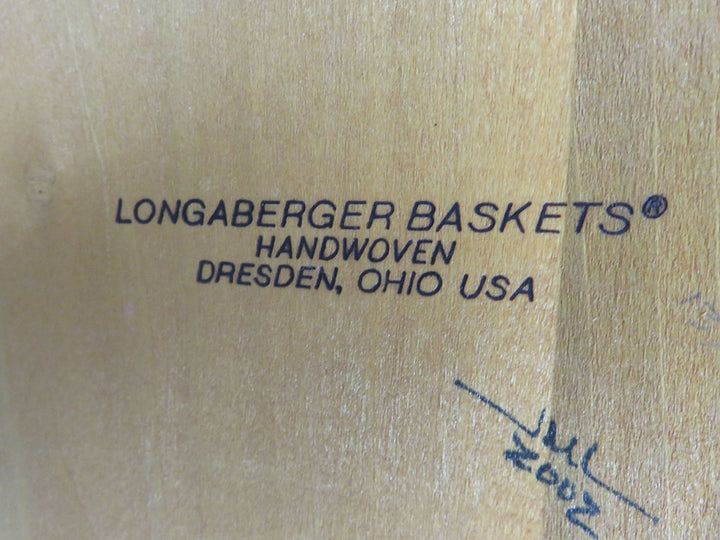 LONGABERGER BASKETS®
HANDWOVEN
DRESDEN, OHIO USA
2002